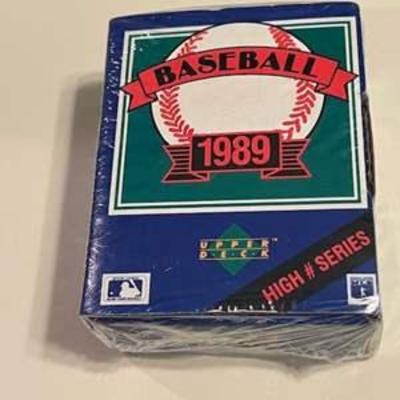 BASEBALL
1989
UPPER
DECK
HIGH # SERIES